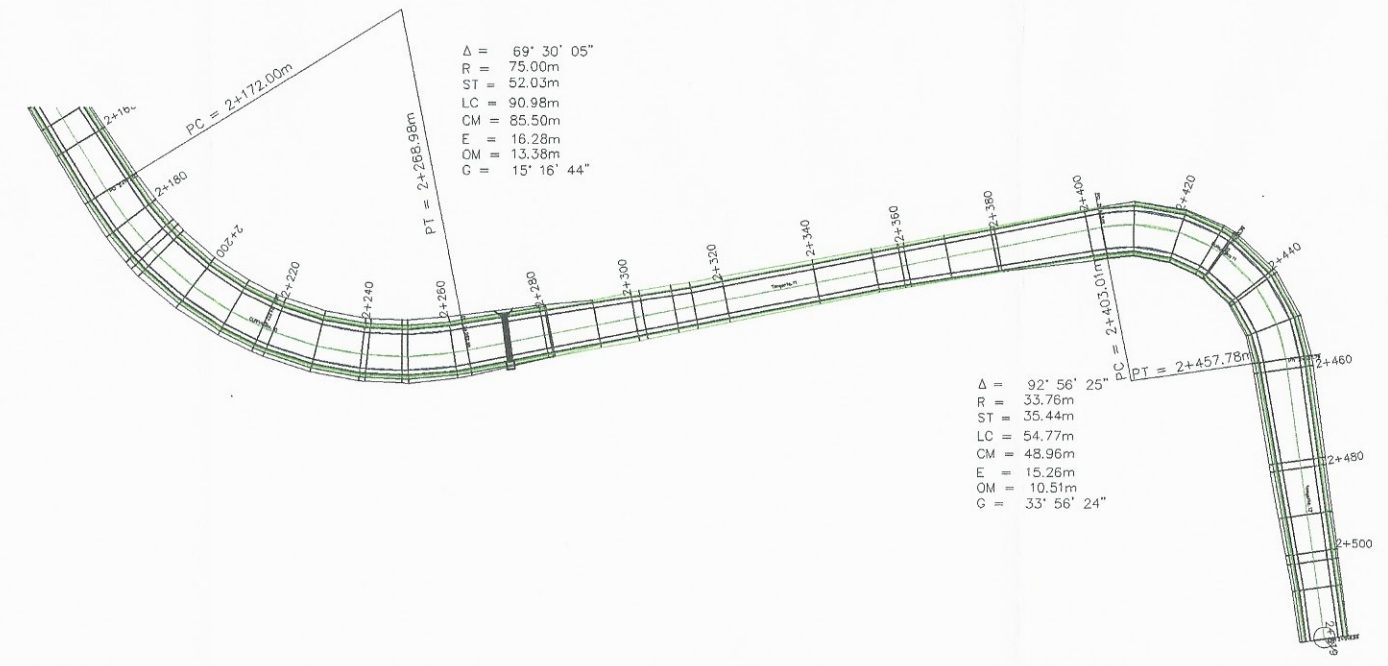 PC = 2+172.00m
PT = 2+268.98m
Δ = 69° 30' 05"
R = 75.00m
ST = 52.03m
LC = 90.98m
CM = 85.50m
E = 16.28m
OM = 13.38m
G = 15° 16' 44"
2+180
2+200
2+220
2+240
2+260
2+280
2+300
2+320
2+340
2+360
2+380
2+400
2+420
2+440
2+460
2+480
2+500
PC = 2+403.01m
PT = 2+457.78m
Δ = 92° 56' 25"
R = 33.76m
ST = 35.44m
LC = 54.77m
CM = 48.96m
E = 15.26m
OM = 10.51m
G = 33° 56' 24"